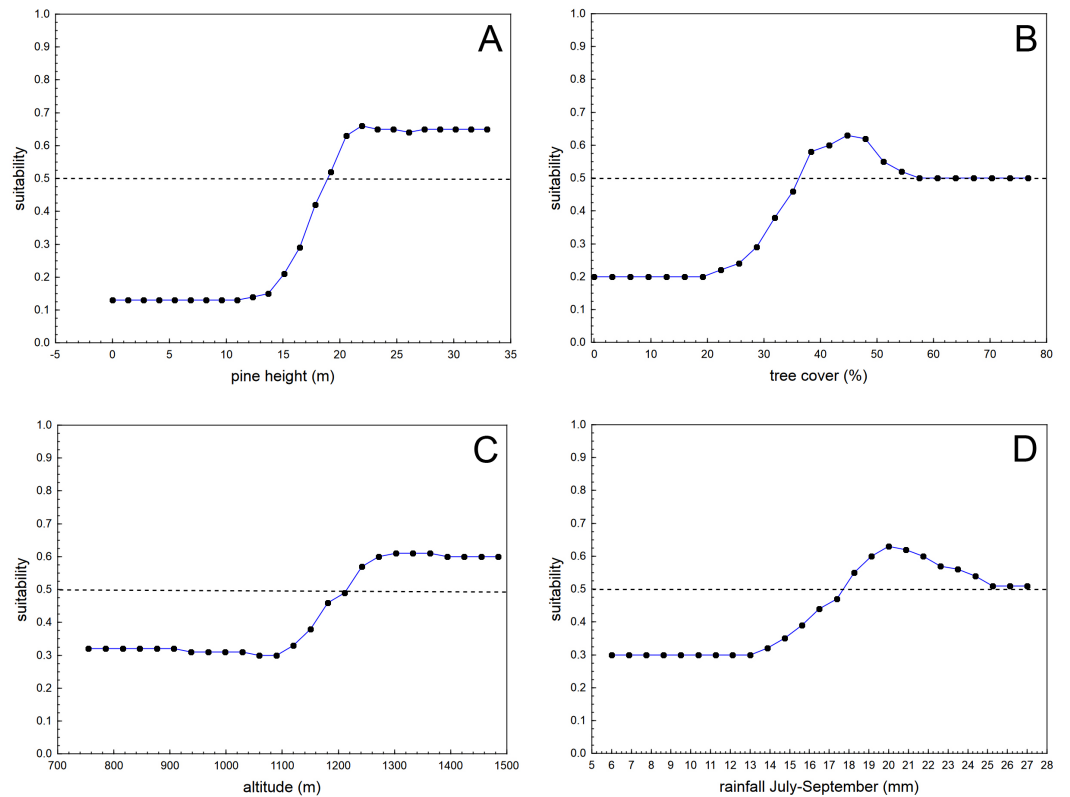 A
1.0
0.9
0.8
0.7
0.6
0.5
0.4
0.3
0.2
0.1
0.0
suitability
-5 0 5 10 15 20 25 30 35
pine height (m)
B
1.0
0.9
0.8
0.7
0.6
0.5
0.4
0.3
0.2
0.1
0.0
suitability
0 10 20 30 40 50 60 70 80
tree cover (%)
C
1.0
0.9
0.8
0.7
0.6
0.5
0.4
0.3
0.2
0.1
0.0
suitability
700 800 900 1000 1100 1200 1300 1400 1500
altitude (m)
D
1.0
0.9
0.8
0.7
0.6
0.5
0.4
0.3
0.2
0.1
0.0
suitability
5 6 7 8 9 10 11 12 13 14 15 16 17 18 19 20 21 22 23 24 25 26 27 28
rainfall July-September (mm)